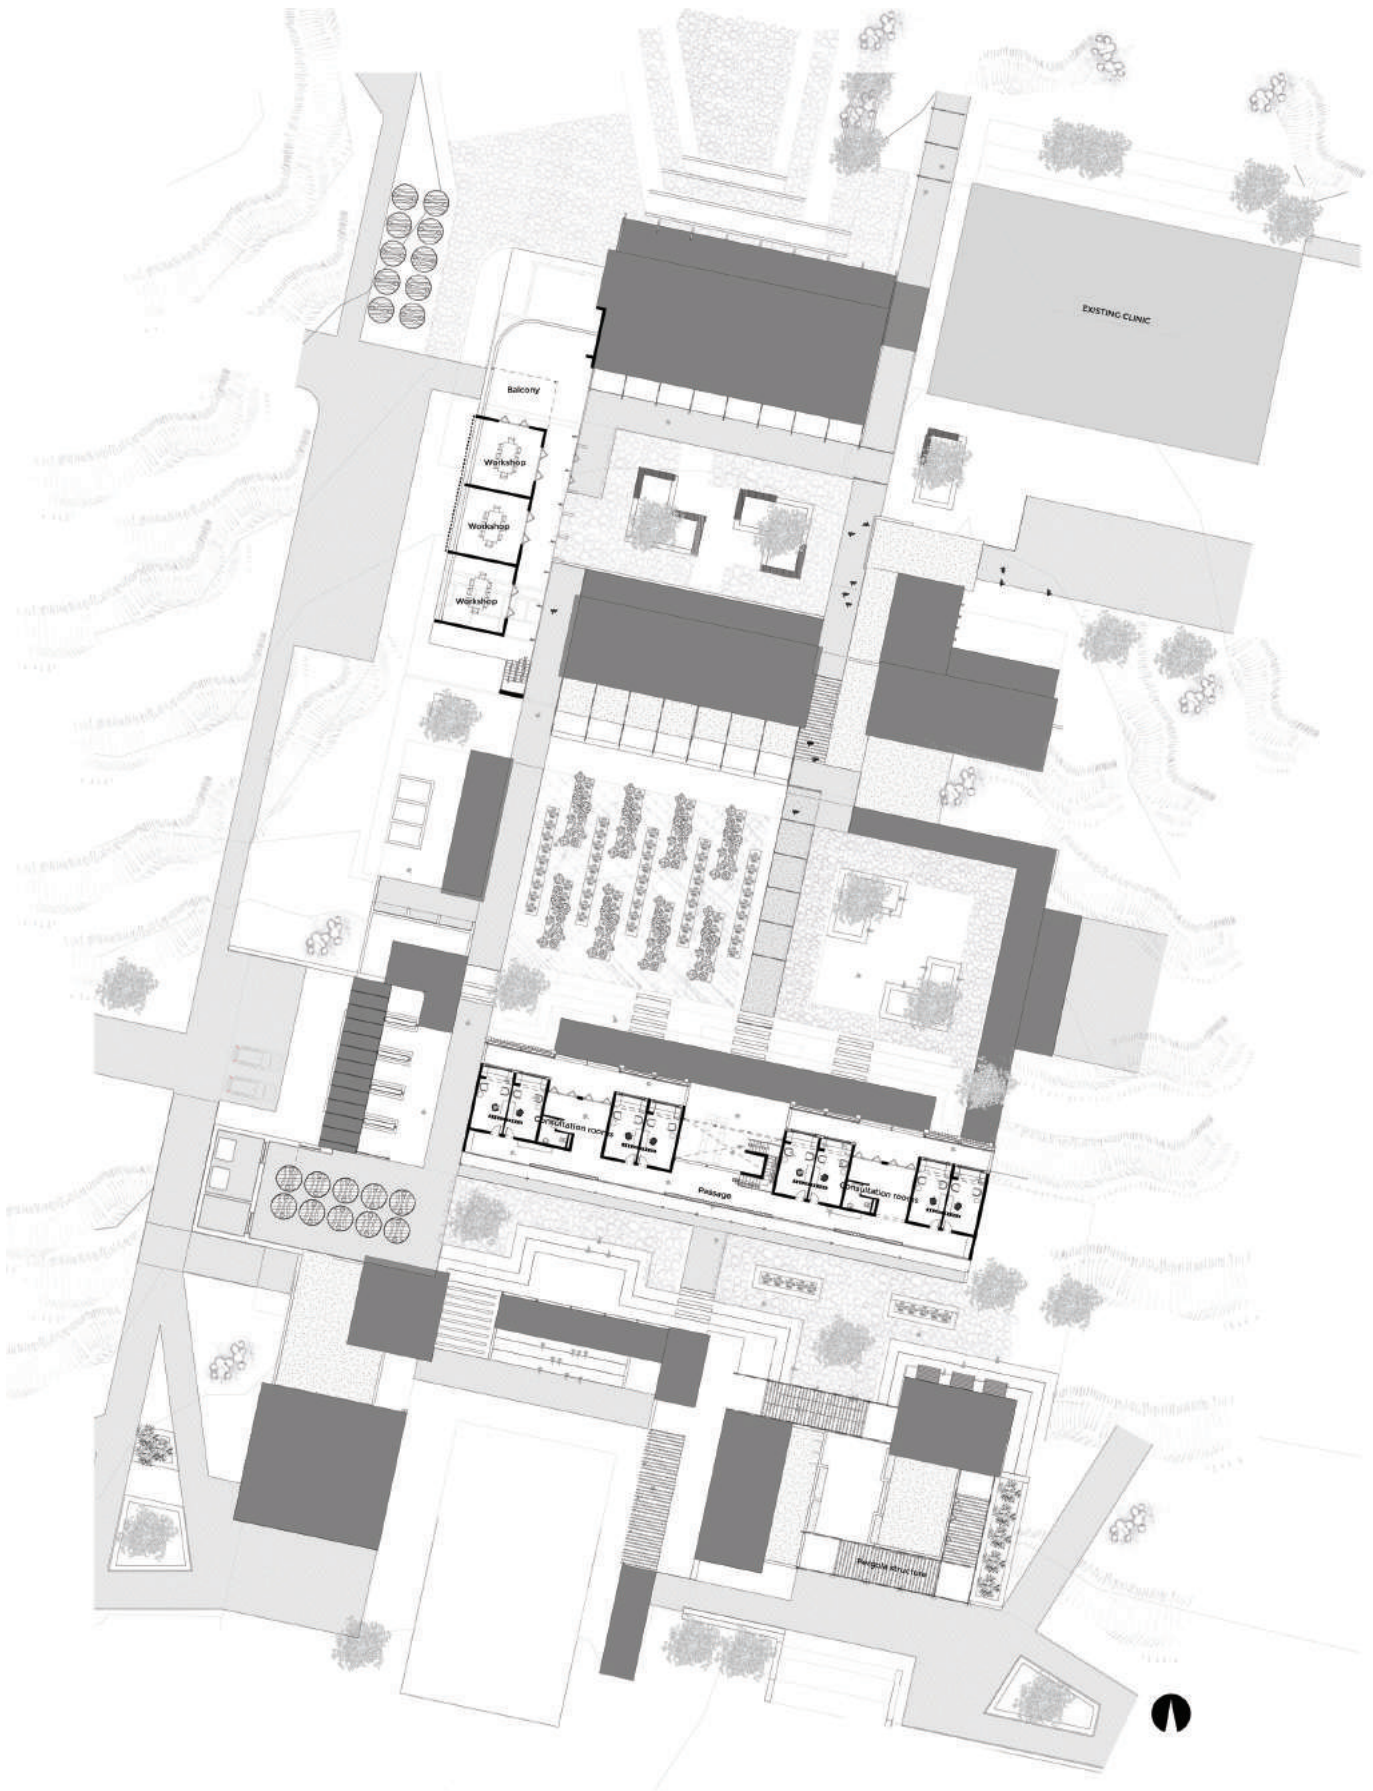 EXISTING CLINIC
Balcony
Workshop
Workshop
Workshop
Consultation rooms
Consultation rooms
Passage
Pergola structure